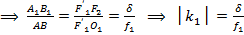 ⟹ A₁B₁/AB = F'₁F₂/F'₁O₁ = δ/f₁ ⟹ |k₁| = δ/f₁